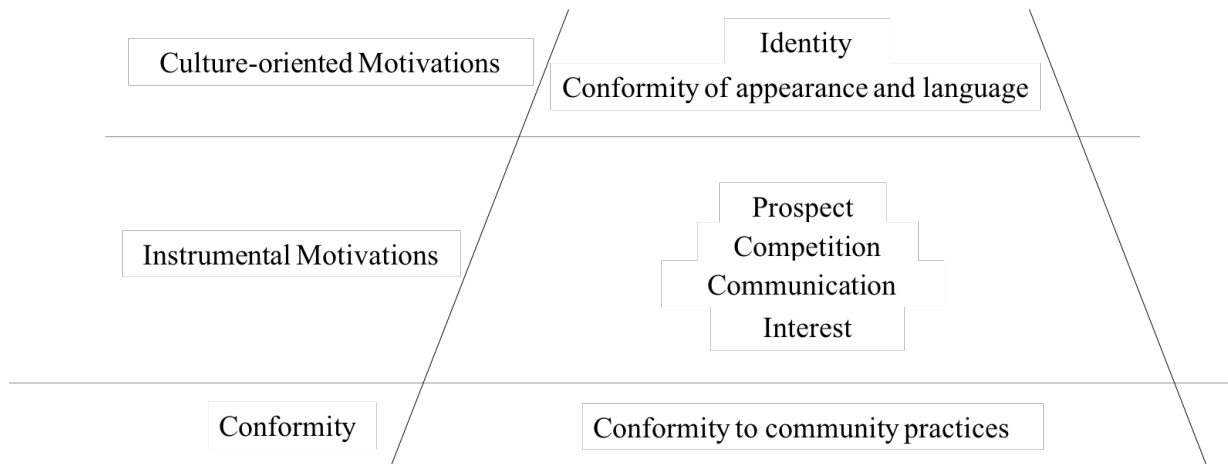 Culture-oriented Motivations
Identity
Conformity of appearance and language
Instrumental Motivations
Prospect
Competition
Communication
Interest
Conformity
Conformity to community practices